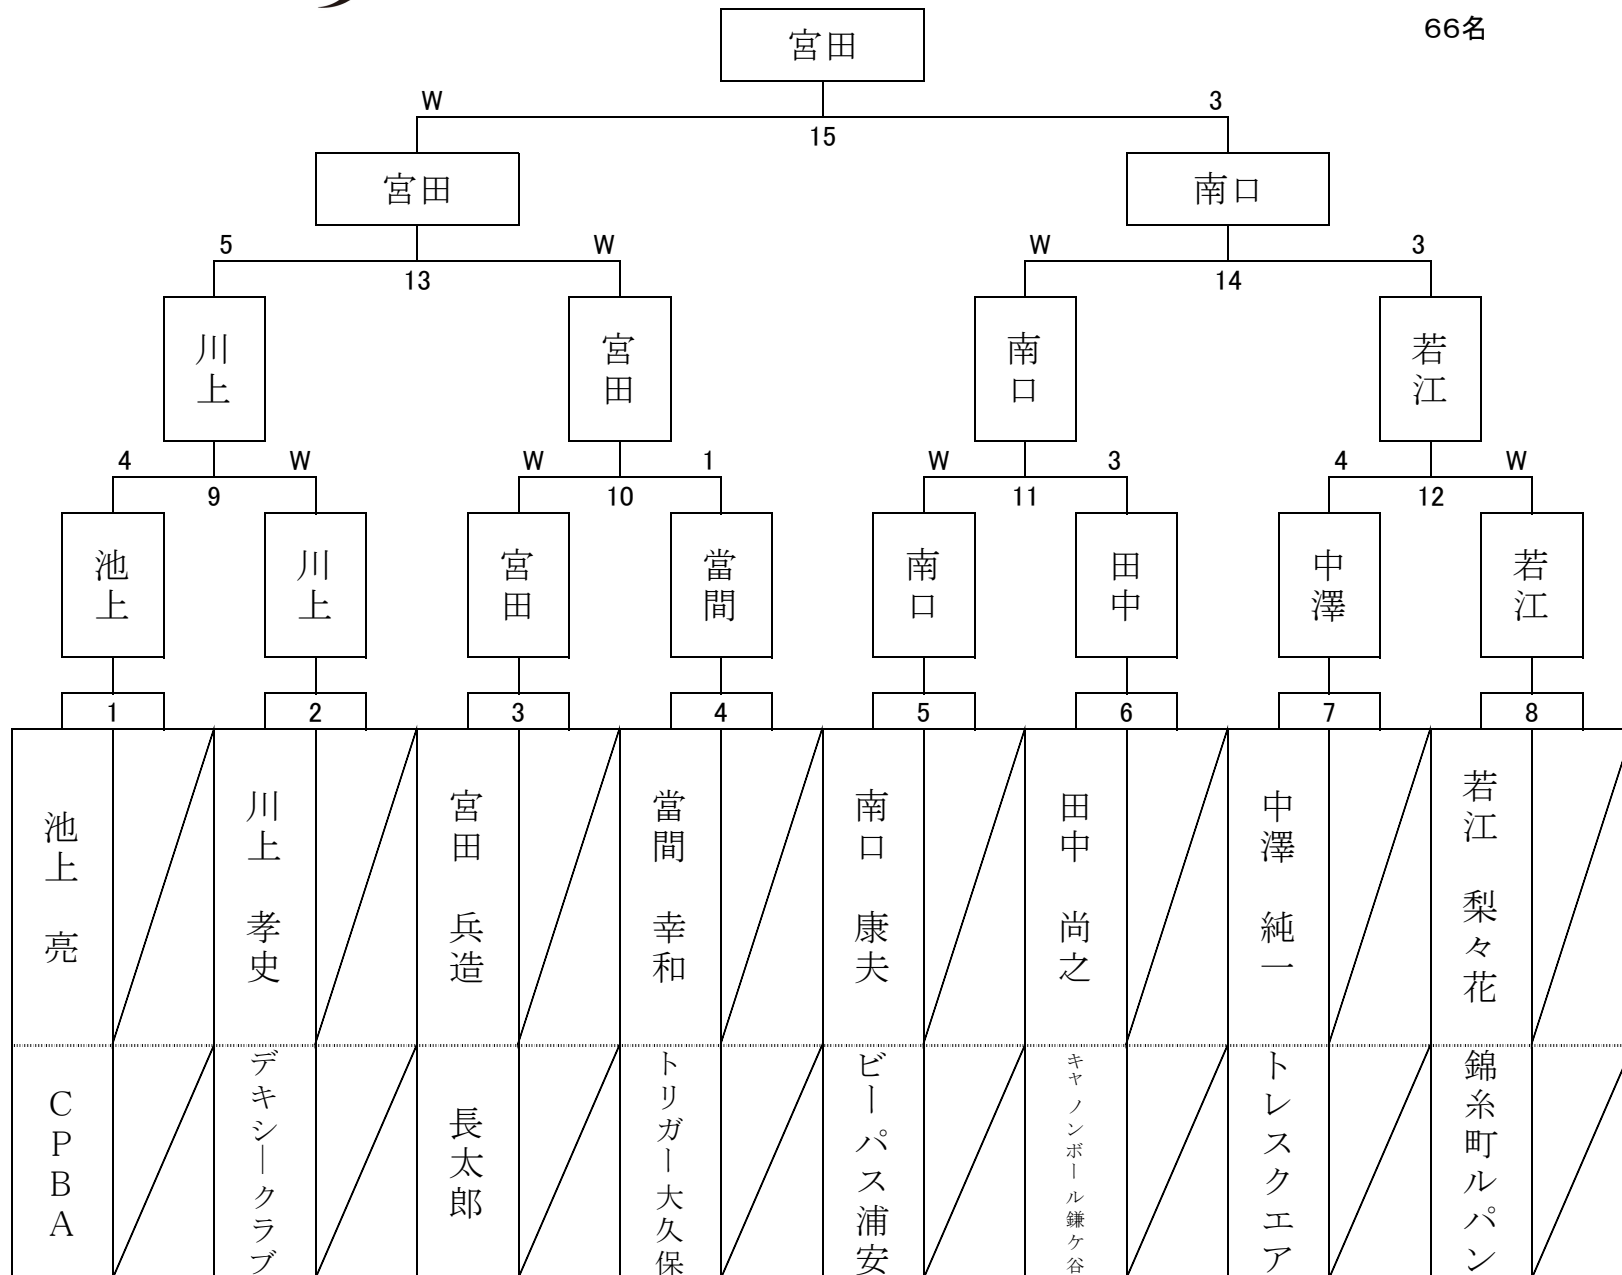 66名
宮田
W 3
15
宮田 南口
5 W W 3
13 14
川上 宮田 南口 若江
4 W W 1 W 3 4 W
9 10 11 12
池上 川上 宮田 當間 南口 田中 中澤 若江
1 2 3 4 5 6 7 8
池上 亮
川上 孝史
宮田 兵造
當間 幸和
南口 康夫
田中 尚之
中澤 純一
若江 梨々花
CPBA
デキシークラブ
長太郎
トリガー大久保
ビーパス浦安
キャノンボール鎌ケ谷
トレスクエア
錦糸町ルパン